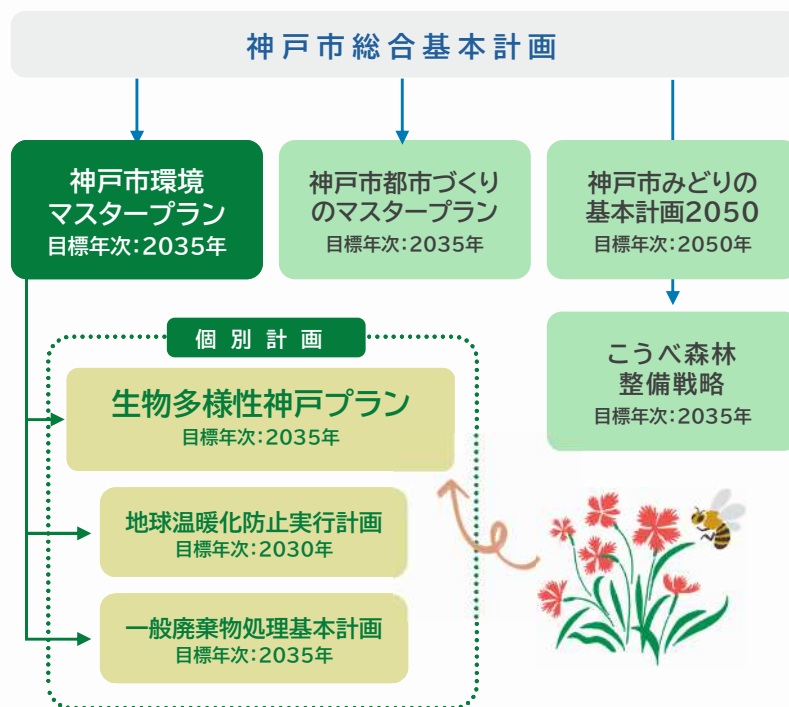 神戸市総合基本計画
神戸市環境
マスタープラン
目標年次：2035年
神戸市都市づくり
のマスタープラン
目標年次：2035年
神戸市みどりの
基本計画2050
目標年次：2050年
こうべ森林
整備戦略
目標年次：2035年
個別計画
生物多様性神戸プラン
目標年次：2035年
地球温暖化防止実行計画
目標年次：2030年
一般廃棄物処理基本計画
目標年次：2035年